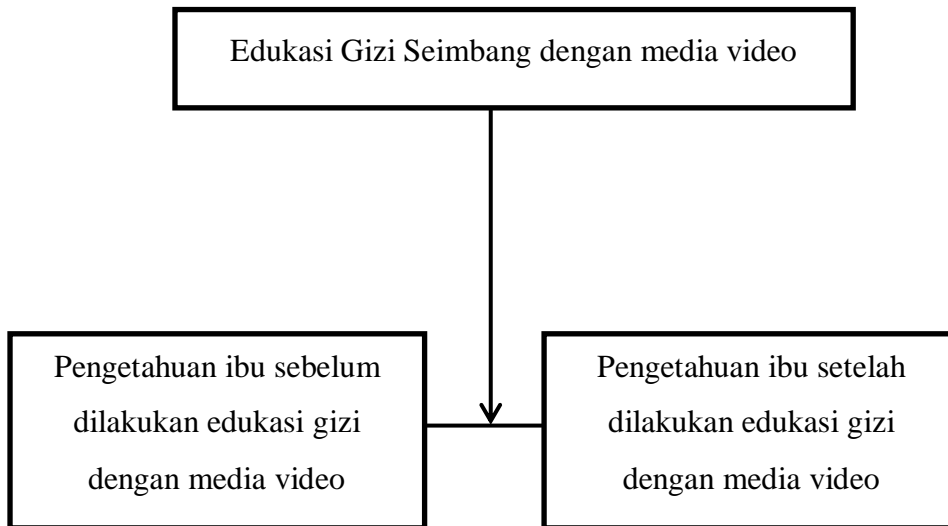 Edukasi Gizi Seimbang dengan media video
Pengetahuan ibu sebelum
dilakukan edukasi gizi
dengan media video
Pengetahuan ibu setelah
dilakukan edukasi gizi
dengan media video